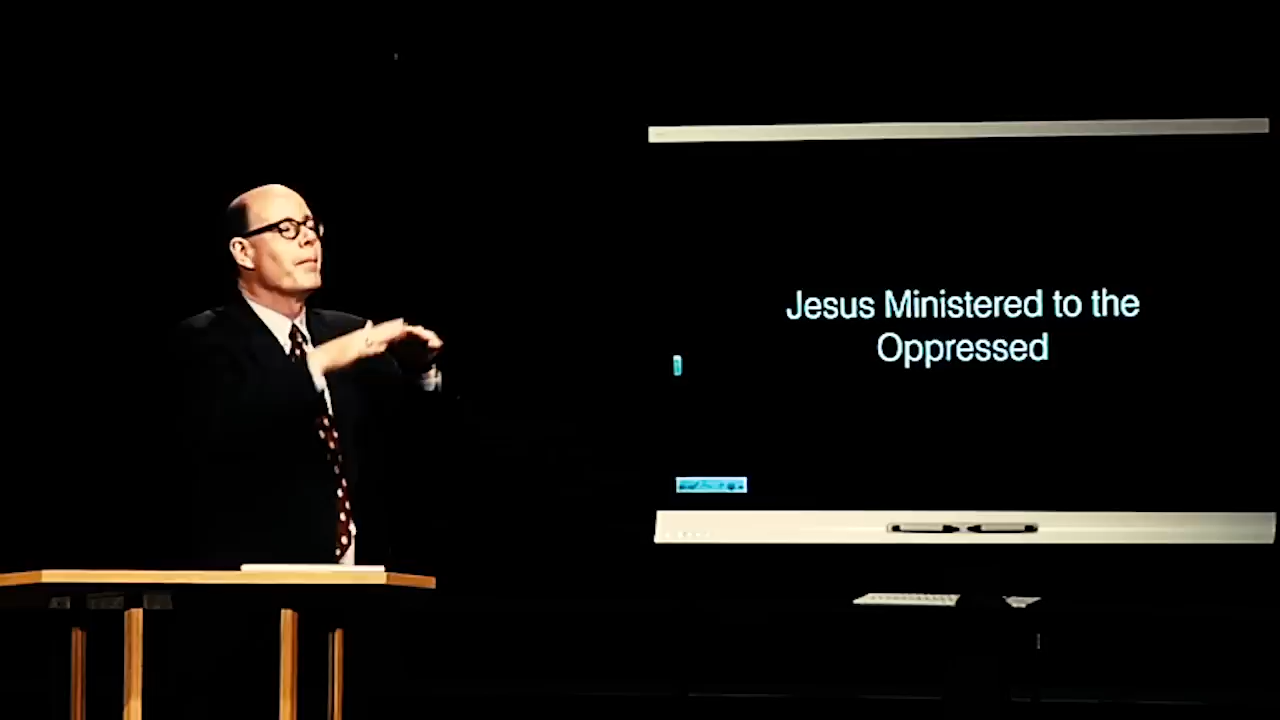 Jesus Ministered to the
Oppressed